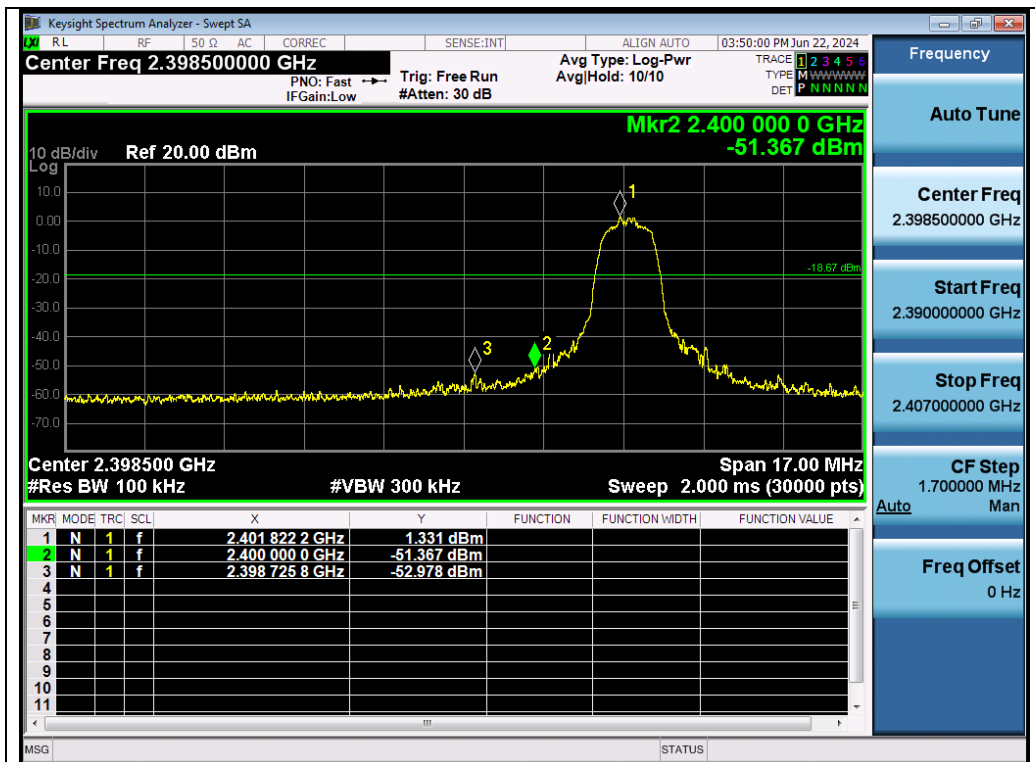 Keysight Spectrum Analyzer - Swept SA
LXI RL RF 50 Ω AC CORREC SENSE:INT ALIGN AUTO 03:50:00 PM Jun 22, 2024
Center Freq 2.398500000 GHz
PNO: Fast
IFGain:Low
Trig: Free Run
#Atten: 30 dB
Avg Type: Log-Pwr
Avg|Hold: 10/10
TRACE 1 2 3 4 5 6
TYPE M WWWWW
DET P N N N N N
Mkr2 2.400 000 0 GHz
-51.367 dBm
10 dB/div Ref 20.00 dBm
Log
10.0
0.00
-10.0
-20.0
-30.0
-40.0
-50.0
-60.0
-70.0
1
-18.67 dBm
2
3
Center 2.398500 GHz Span 17.00 MHz
#Res BW 100 kHz #VBW 300 kHz Sweep 2.000 ms (30000 pts)
MKR MODE TRC SCL X Y FUNCTION FUNCTION WIDTH FUNCTION VALUE
1 N 1 f 2.401 822 2 GHz 1.331 dBm
2 N 1 f 2.400 000 0 GHz -51.367 dBm
3 N 1 f 2.398 725 8 GHz -52.978 dBm
4
5
6
7
8
9
10
11
MSG STATUS
Frequency
Auto Tune
Center Freq
2.398500000 GHz
Start Freq
2.390000000 GHz
Stop Freq
2.407000000 GHz
CF Step
1.700000 MHz
Auto Man
Freq Offset
0 Hz